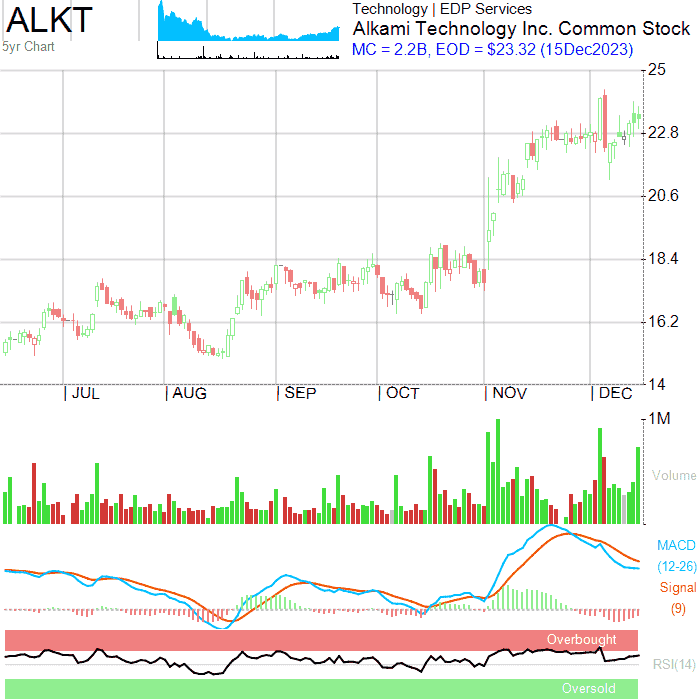 ALKT
5yr Chart
Technology | EDP Services
Alkami Technology Inc. Common Stock
MC = 2.2B, EOD = $23.32 (15Dec2023)
25
22.8
20.6
18.4
16.2
14
| JUL | AUG | SEP | OCT | NOV | DEC
1M
Volume
MACD
(12-26)
Signal
(9)
Overbought
RSI(14)
Oversold